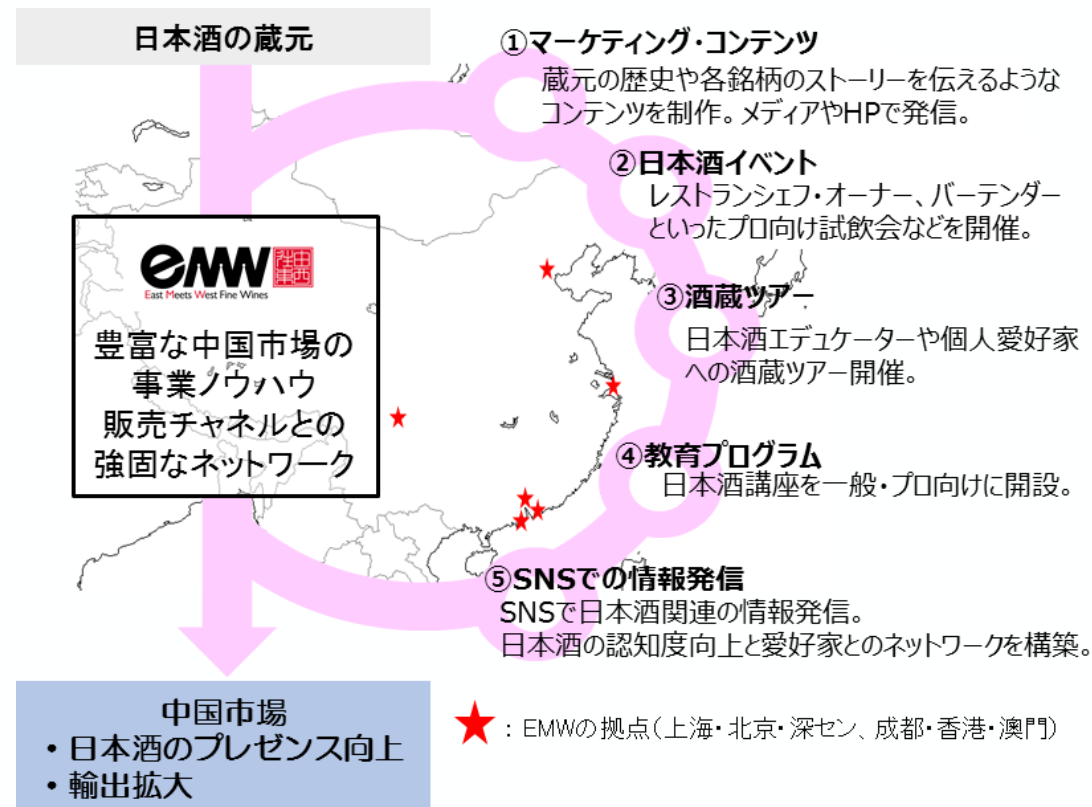 日本酒の蔵元
①マーケティング・コンテンツ
蔵元の歴史や各銘柄のストーリーを伝えるような
コンテンツを制作。メディアやHPで発信。
②日本酒イベント
レストランシェフ・オーナー、バーテンダー
といったプロ向け試飲会などを開催。
③酒蔵ツアー
日本酒エデュケーターや個人愛好家
への酒蔵ツアー開催。
④教育プログラム
日本酒講座を一般・プロ向けに開設。
⑤SNSでの情報発信
SNSで日本酒関連の情報発信。
日本酒の認知度向上と愛好家とのネットワークを構築。
EMW
East Meets West Fine Wines
豊富な中国市場の
事業ノウハウ
販売チャネルとの
強固なネットワーク
中国市場
・日本酒のプレゼンス向上
・輸出拡大
★：EMWの拠点（上海・北京・深セン、成都・香港・澳門）